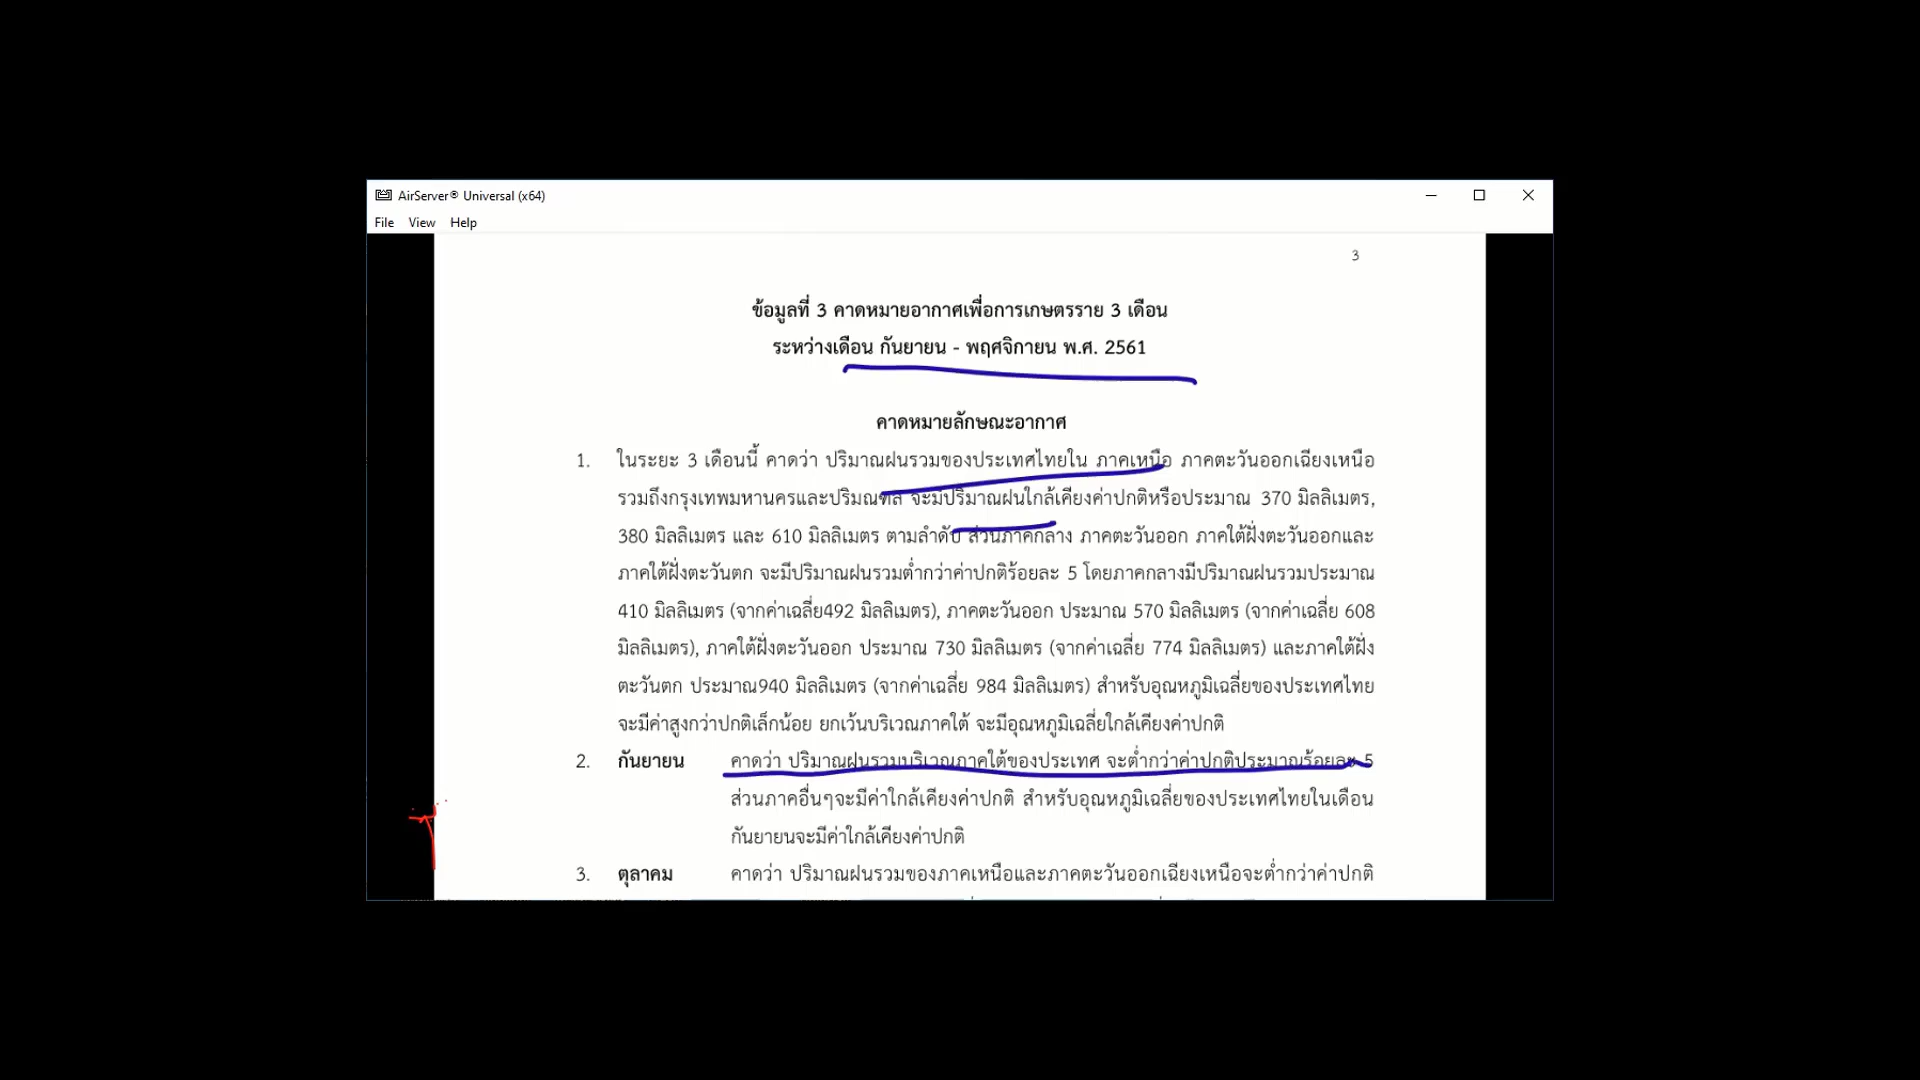 AirServer® Universal (x64)
File View Help
3
ข้อมูลที่ 3 คาดหมายอากาศเพื่อการเกษตรราย 3 เดือน
ระหว่างเดือน กันยายน - พฤศจิกายน พ.ศ. 2561
คาดหมายลักษณะอากาศ
1. ในระยะ 3 เดือนนี้ คาดว่า ปริมาณฝนรวมของประเทศไทยใน ภาคเหนือ ภาคตะวันออกเฉียงเหนือ
รวมถึงกรุงเทพมหานครและปริมณฑล จะมีปริมาณฝนใกล้เคียงค่าปกติหรือประมาณ 370 มิลลิเมตร,
380 มิลลิเมตร และ 610 มิลลิเมตร ตามลำดับ ส่วนภาคกลาง ภาคตะวันออก ภาคใต้ฝั่งตะวันออกและ
ภาคใต้ฝั่งตะวันตก จะมีปริมาณฝนรวมต่ำกว่าค่าปกติร้อยละ 5 โดยภาคกลางมีปริมาณฝนรวมประมาณ
410 มิลลิเมตร (จากค่าเฉลี่ย492 มิลลิเมตร), ภาคตะวันออก ประมาณ 570 มิลลิเมตร (จากค่าเฉลี่ย 608
มิลลิเมตร), ภาคใต้ฝั่งตะวันออก ประมาณ 730 มิลลิเมตร (จากค่าเฉลี่ย 774 มิลลิเมตร) และภาคใต้ฝั่ง
ตะวันตก ประมาณ940 มิลลิเมตร (จากค่าเฉลี่ย 984 มิลลิเมตร) สำหรับอุณหภูมิเฉลี่ยของประเทศไทย
จะมีค่าสูงกว่าปกติเล็กน้อย ยกเว้นบริเวณภาคใต้ จะมีอุณหภูมิเฉลี่ยใกล้เคียงค่าปกติ
2. กันยายน คาดว่า ปริมาณฝนรวมบริเวณภาคใต้ของประเทศ จะต่ำกว่าค่าปกติประมาณร้อยละ 5
ส่วนภาคอื่นๆจะมีค่าใกล้เคียงค่าปกติ สำหรับอุณหภูมิเฉลี่ยของประเทศไทยในเดือน
กันยายนจะมีค่าใกล้เคียงค่าปกติ
3. ตุลาคม คาดว่า ปริมาณฝนรวมของภาคเหนือและภาคตะวันออกเฉียงเหนือจะต่ำกว่าค่าปกติ